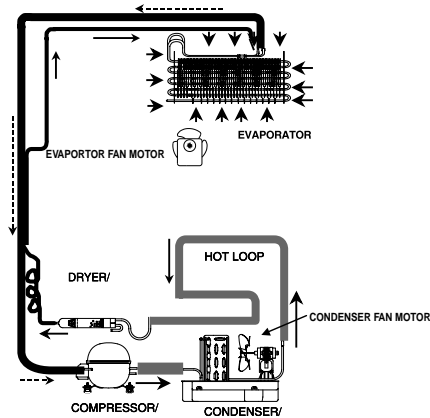 EVAPORATOR
EVAPORTOR FAN MOTOR
HOT LOOP
DRYER/
CONDENSER FAN MOTOR
COMPRESSOR/
CONDENSER/